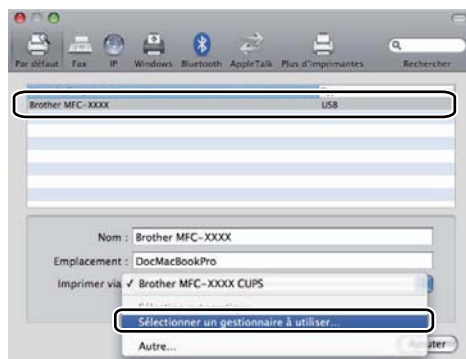 Par défaut Fax IP Windows Bluetooth AppleTalk Plus d'imprimantes Rechercher
Brother MFC-XXXX USB
Nom : Brother MFC-XXXX
Emplacement : DocMacBookPro
Imprimer via ✓ Brother MFC-XXXX CUPS
Sélectionner un gestionnaire à utiliser...
Autre...